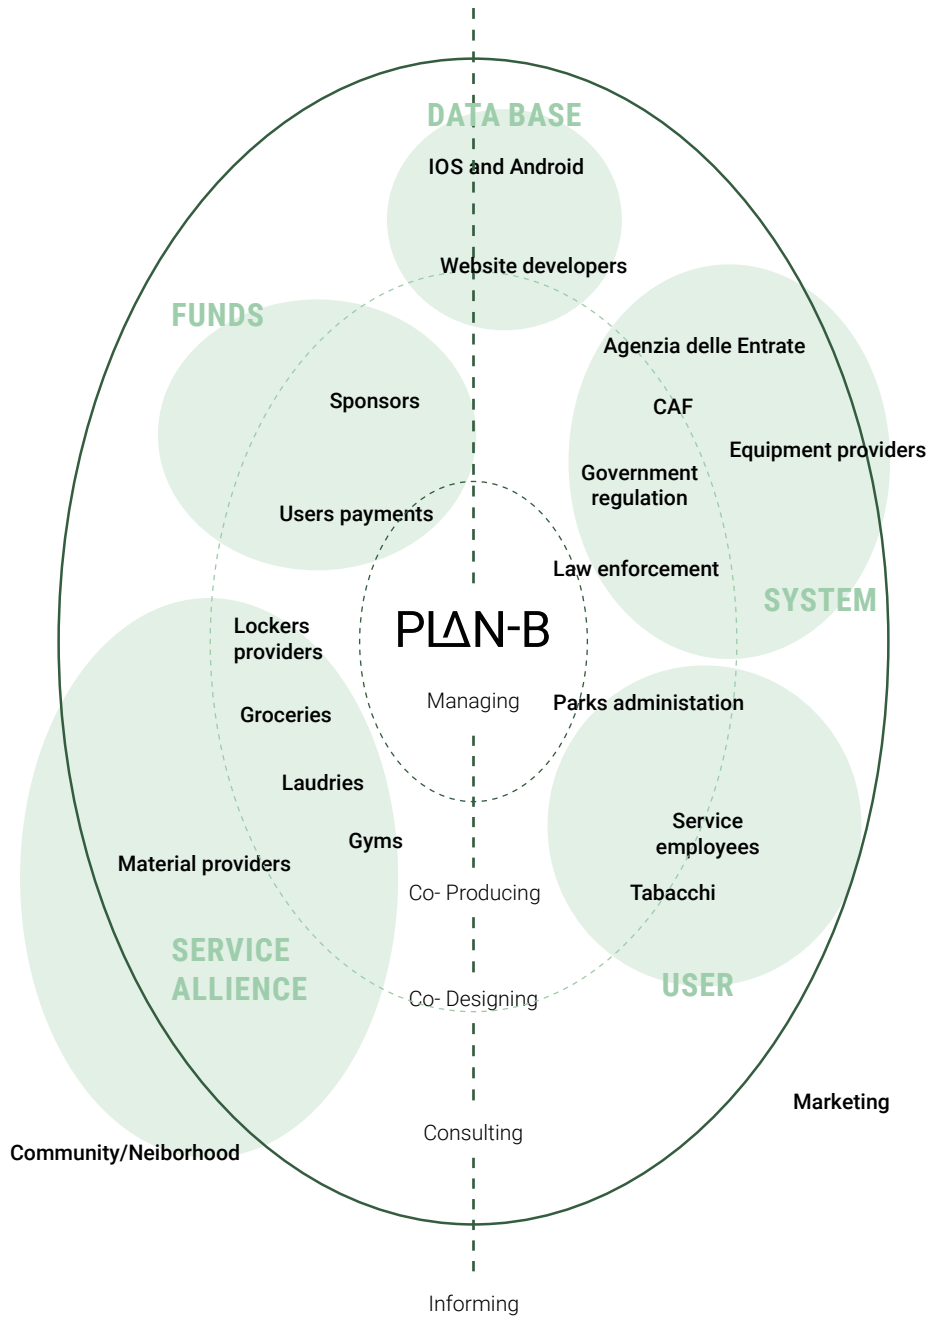 DATA BASE
IOS and Android
Website developers
FUNDS
Agenzia delle Entrate
Sponsors
CAF
Equipment providers
Government
regulation
Users payments
Law enforcement
SYSTEM
Lockers
providers
PLAN-B
Managing
Parks administation
Groceries
Laudries
Service
employees
Gyms
Material providers
Co- Producing
Tabacchi
SERVICE
ALLIENCE
USER
Co- Designing
Marketing
Consulting
Community/Neiborhood
Informing